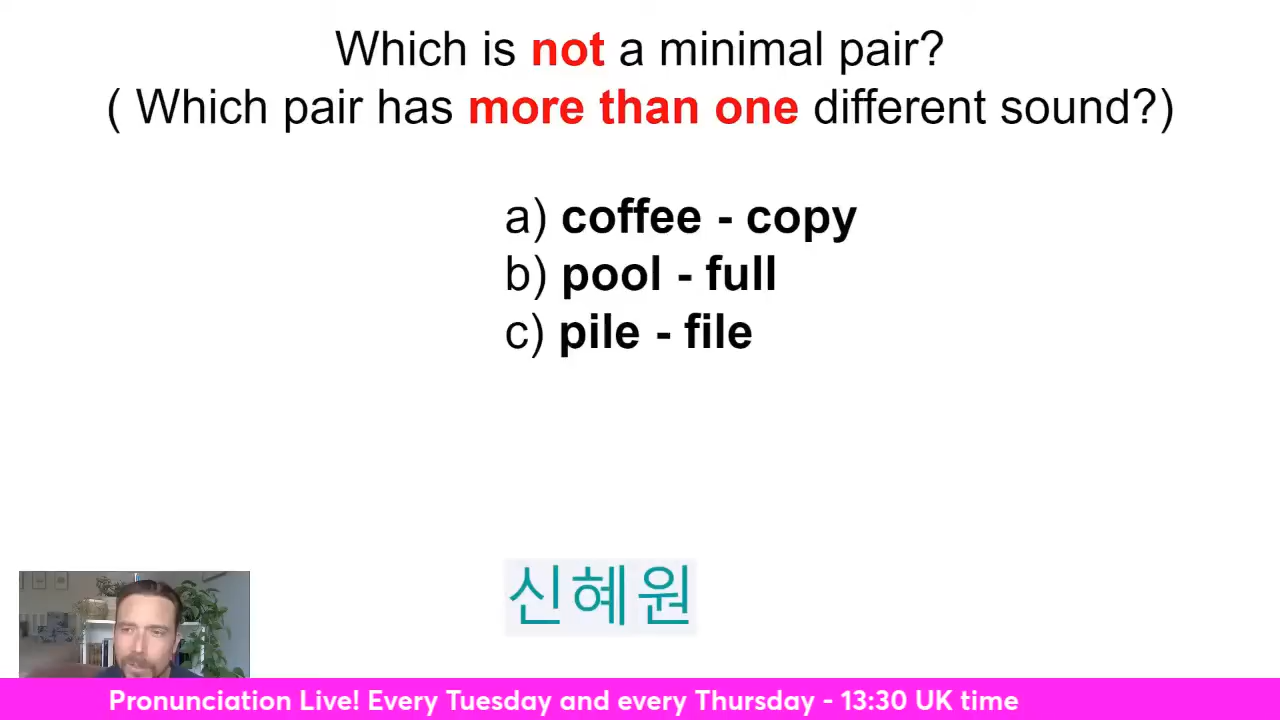 Which is not a minimal pair?
( Which pair has more than one different sound?)
a) coffee - copy
b) pool - full
c) pile - file
신혜원
Pronunciation Live! Every Tuesday and every Thursday - 13:30 UK time